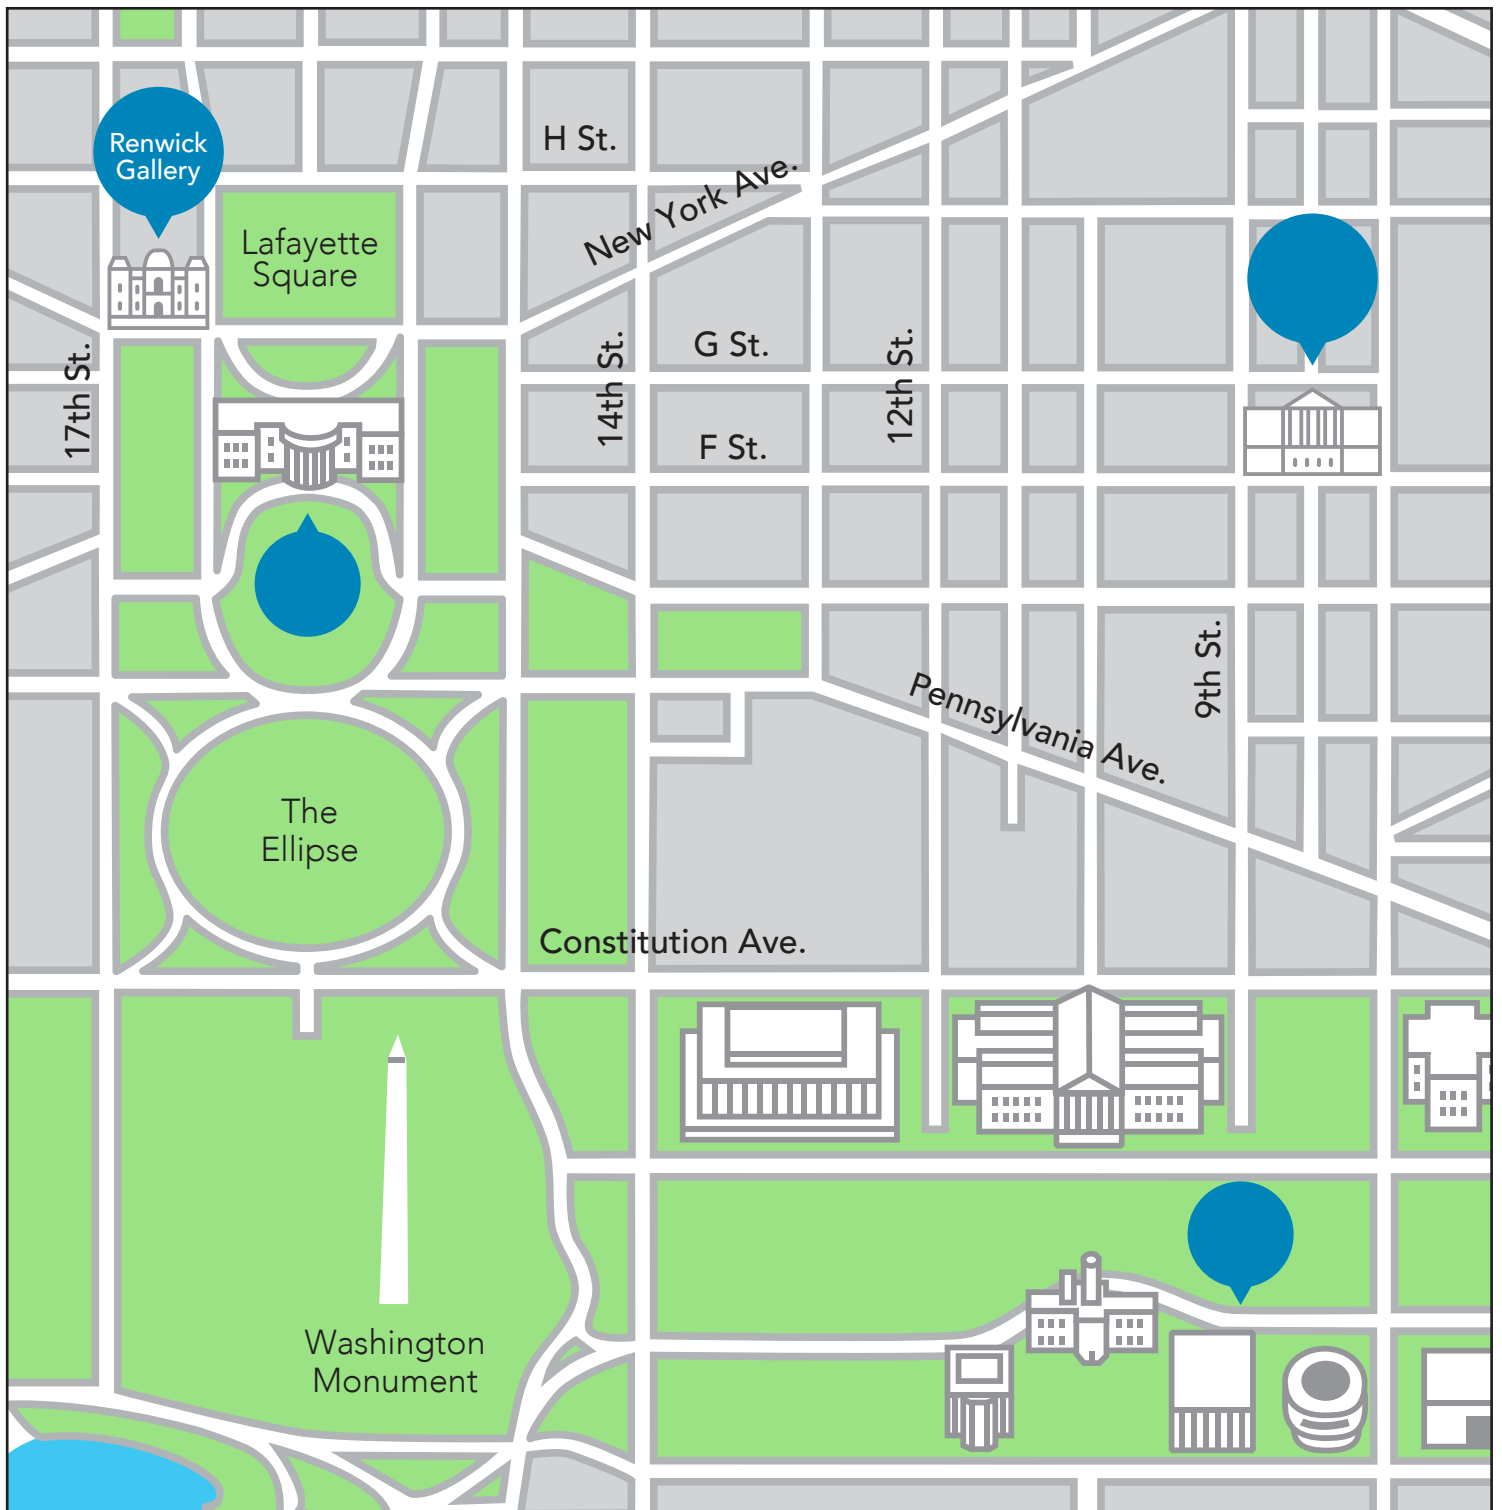 H St.
Renwick
Gallery
New York Ave.
Lafayette
Square
17th St.
14th St.
G St.
12th St.
F St.
9th St.
Pennsylvania Ave.
The
Ellipse
Constitution Ave.
Washington
Monument